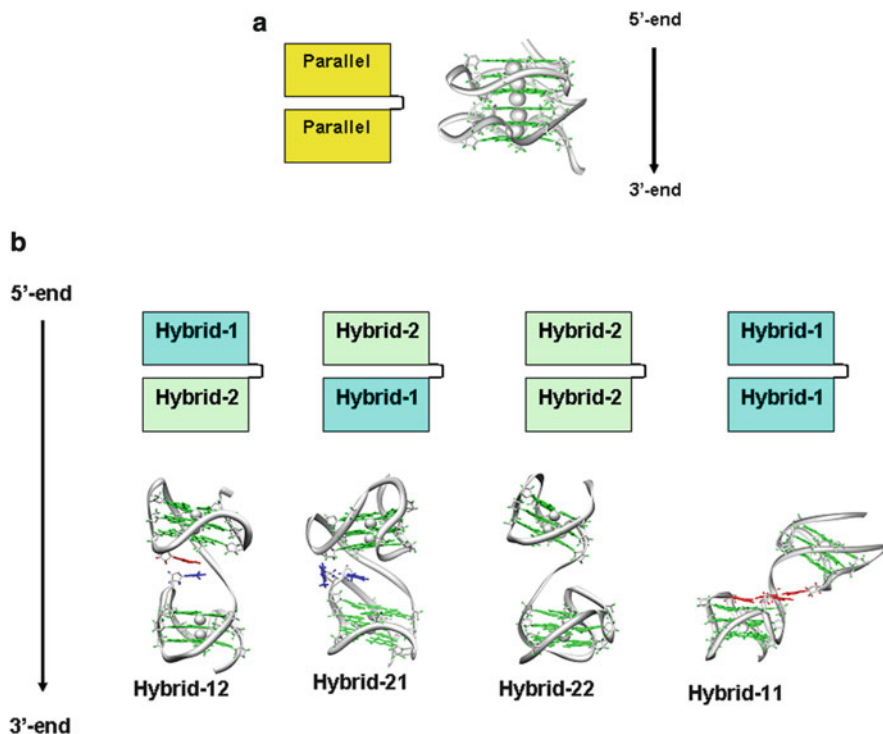 a
Parallel
Parallel
5'-end
3'-end
b
5'-end
Hybrid-1
Hybrid-2
Hybrid-2
Hybrid-1
Hybrid-2
Hybrid-2
Hybrid-1
Hybrid-1
Hybrid-12
Hybrid-21
Hybrid-22
Hybrid-11
3'-end